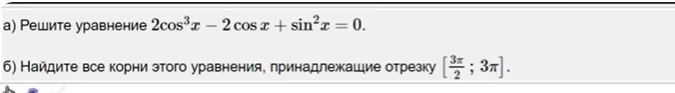 а) Решите уравнение 2cos³x − 2 cos x + sin²x = 0.
б) Найдите все корни этого уравнения, принадлежащие отрезку [3π/2 ; 3π].